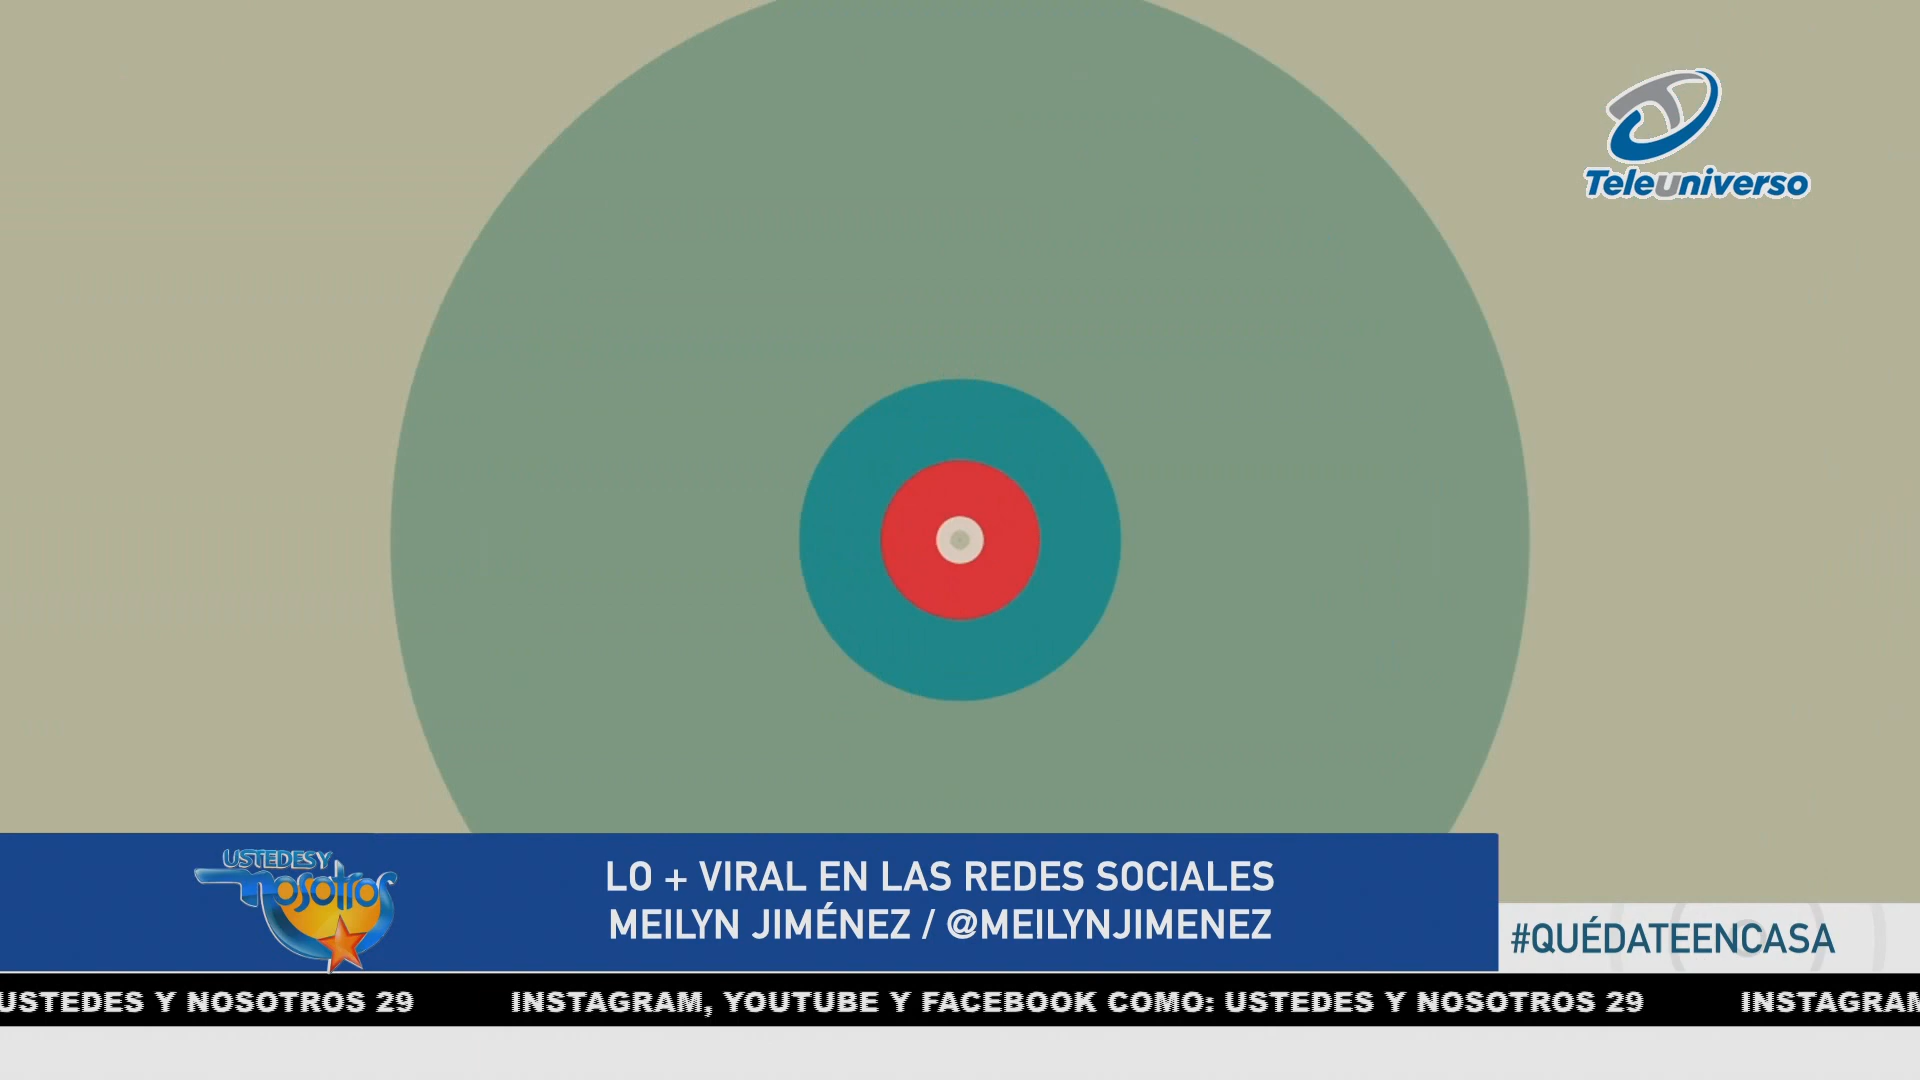 Teleuniverso
USTEDES Y
nosotros
LO + VIRAL EN LAS REDES SOCIALES
MEILYN JIMÉNEZ / @MEILYNJIMENEZ
#QUÉDATEENCASA
USTEDES Y NOSOTROS 29 INSTAGRAM, YOUTUBE Y FACEBOOK COMO: USTEDES Y NOSOTROS 29 INSTAGRAM